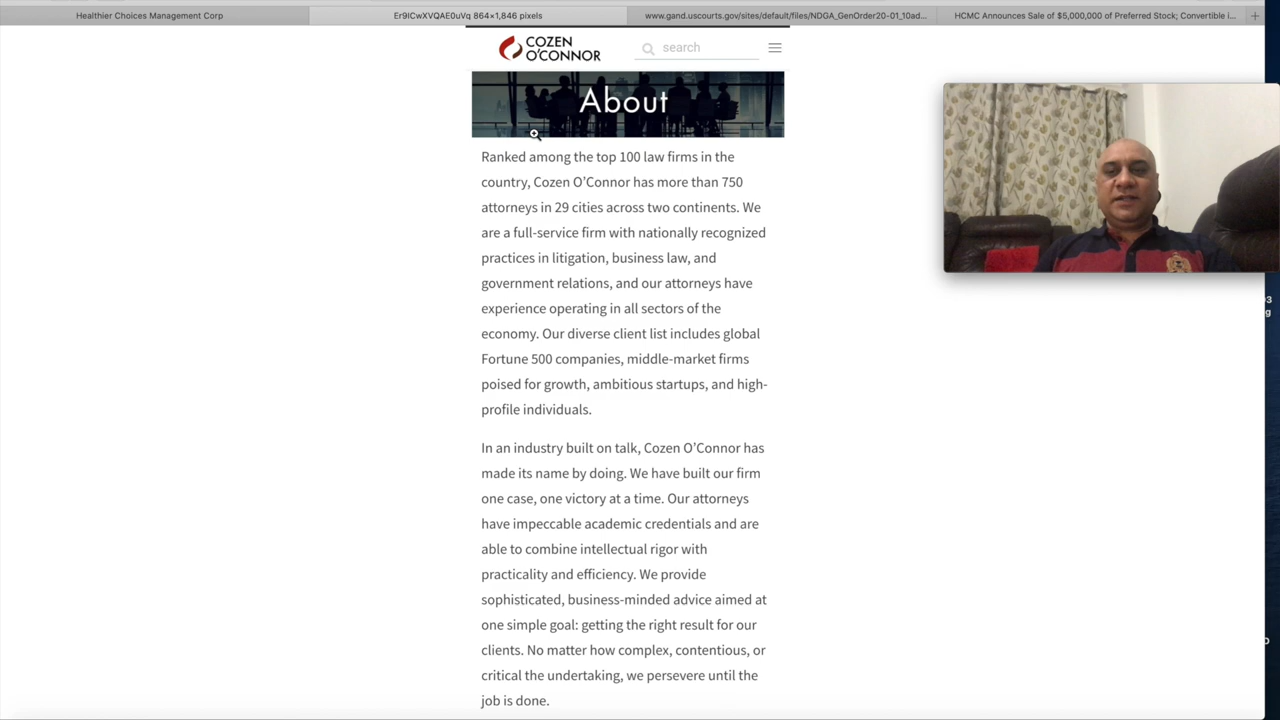 Healthier Choices Management Corp
Er9lCwXVQAE0uVq 864×1,846 pixels
www.gand.uscourts.gov/sites/default/files/NDGA_GenOrder20-01_10ad...
HCMC Announces Sale of $5,000,000 of Preferred Stock; Convertible i...
COZEN
O'CONNOR
search
About
Ranked among the top 100 law firms in the
country, Cozen O'Connor has more than 750
attorneys in 29 cities across two continents. We
are a full-service firm with nationally recognized
practices in litigation, business law, and
government relations, and our attorneys have
experience operating in all sectors of the
economy. Our diverse client list includes global
Fortune 500 companies, middle-market firms
poised for growth, ambitious startups, and high-
profile individuals.
In an industry built on talk, Cozen O'Connor has
made its name by doing. We have built our firm
one case, one victory at a time. Our attorneys
have impeccable academic credentials and are
able to combine intellectual rigor with
practicality and efficiency. We provide
sophisticated, business-minded advice aimed at
one simple goal: getting the right result for our
clients. No matter how complex, contentious, or
critical the undertaking, we persevere until the
job is done.